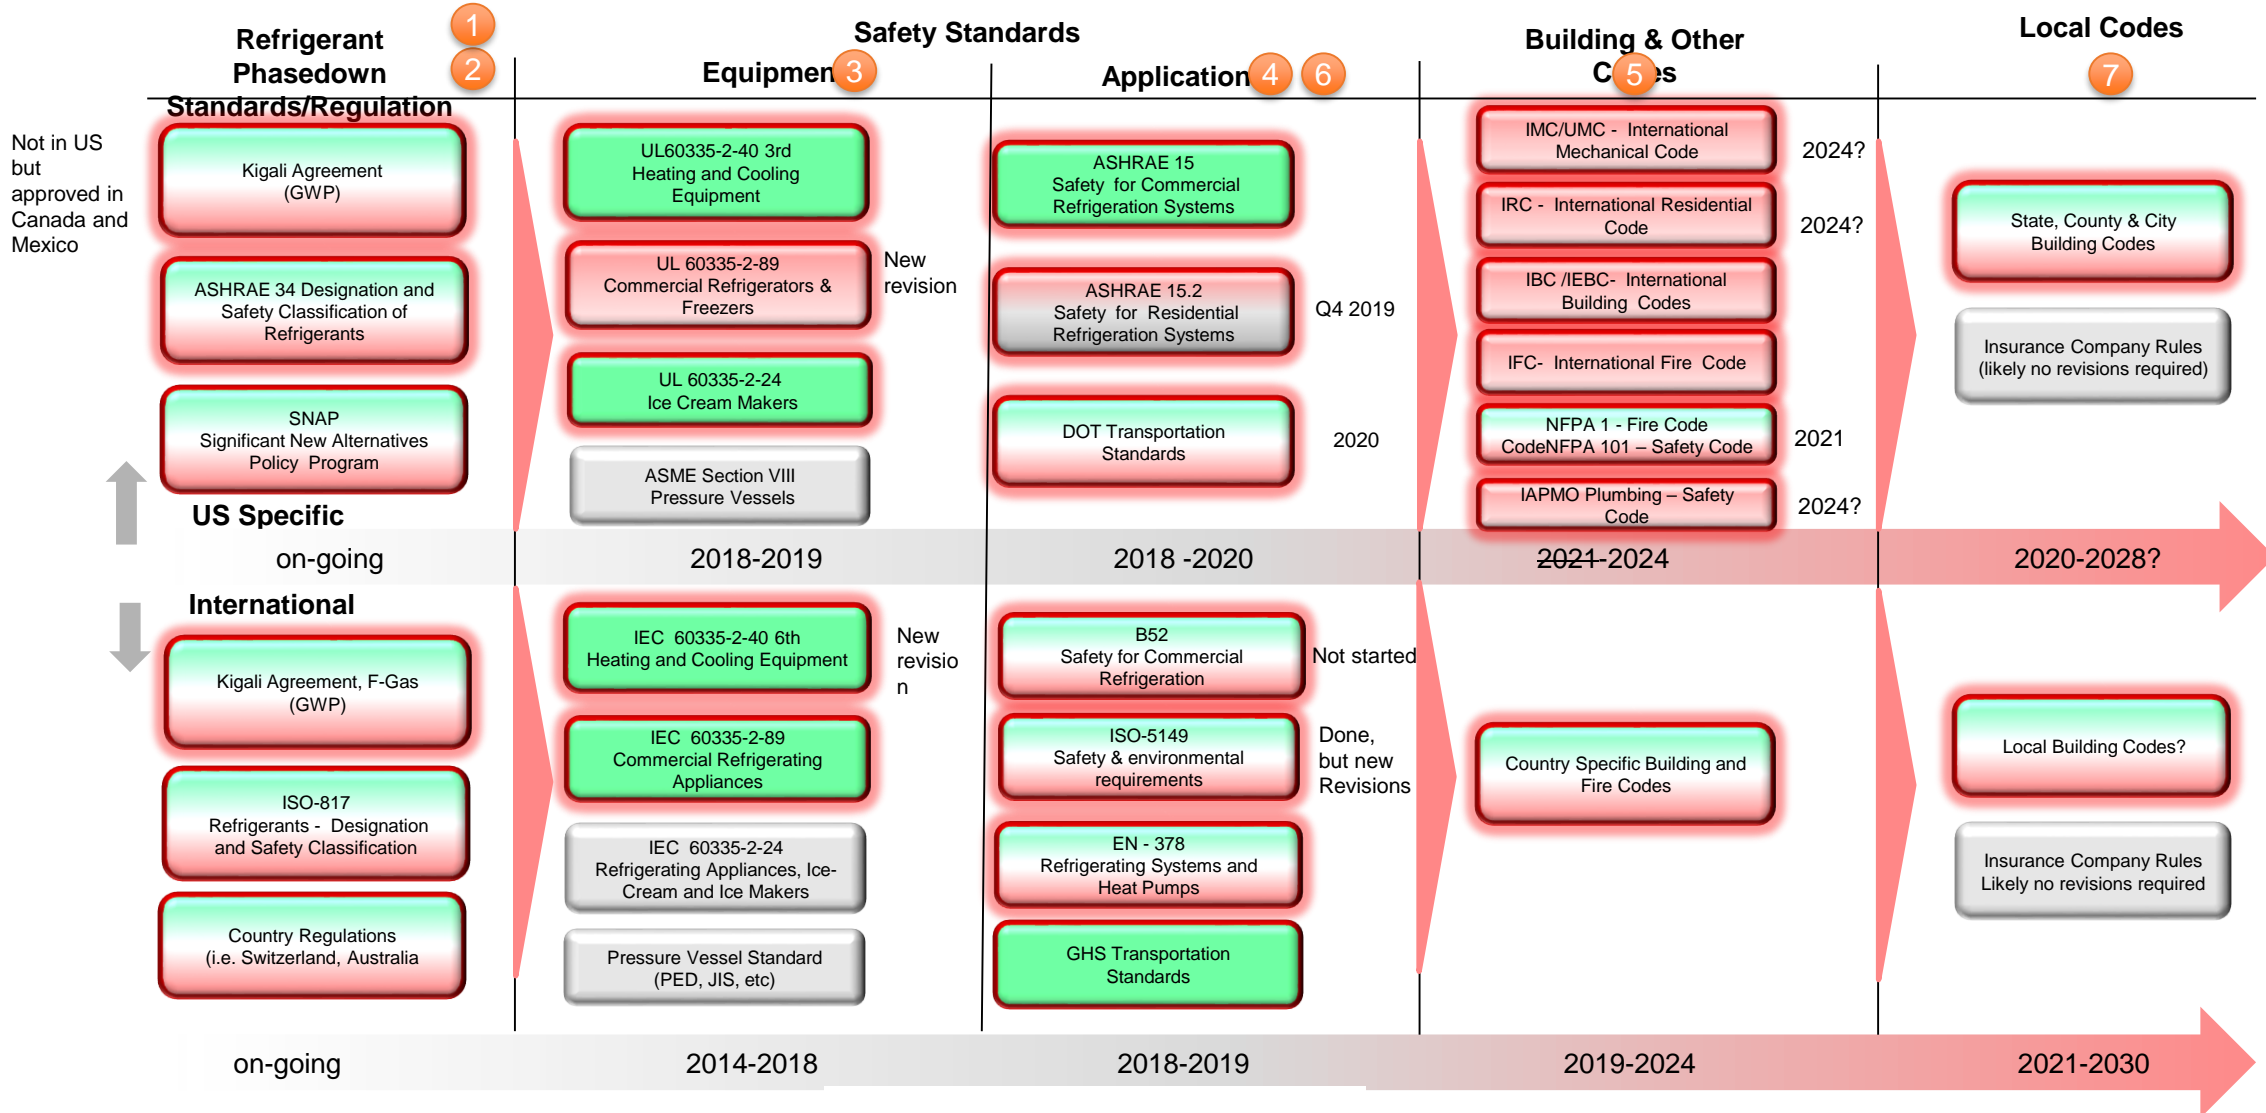 Refrigerant
Phasedown
Standards/Regulation
1
2
Safety Standards
Equipmen
3
Application
4
6
Building & Other
C es
5
Local Codes
7
Not in US
but
approved in
Canada and
Mexico
Kigali Agreement
(GWP)
ASHRAE 34 Designation and
Safety Classification of
Refrigerants
SNAP
Significant New Alternatives
Policy Program
UL60335-2-40 3rd
Heating and Cooling
Equipment
UL 60335-2-89
Commercial Refrigerators &
Freezers
New
revision
UL 60335-2-24
Ice Cream Makers
ASME Section VIII
Pressure Vessels
ASHRAE 15
Safety for Commercial
Refrigeration Systems
ASHRAE 15.2
Safety for Residential
Refrigeration Systems
Q4 2019
DOT Transportation
Standards
2020
IMC/UMC - International
Mechanical Code
2024?
IRC - International Residential
Code
2024?
IBC /IEBC- International
Building Codes
IFC- International Fire Code
NFPA 1 - Fire Code
CodeNFPA 101 – Safety Code
2021
IAPMO Plumbing – Safety
Code
2024?
State, County & City
Building Codes
Insurance Company Rules
(likely no revisions required)
US Specific
on-going
2018-2019
2018 -2020
2021-2024
2020-2028?
International
Kigali Agreement, F-Gas
(GWP)
ISO-817
Refrigerants - Designation
and Safety Classification
Country Regulations
(i.e. Switzerland, Australia
IEC 60335-2-40 6th
Heating and Cooling Equipment
New
revisio
n
IEC 60335-2-89
Commercial Refrigerating
Appliances
IEC 60335-2-24
Refrigerating Appliances, Ice-
Cream and Ice Makers
Pressure Vessel Standard
(PED, JIS, etc)
B52
Safety for Commercial
Refrigeration
Not started
ISO-5149
Safety & environmental
requirements
Done,
but new
Revisions
EN - 378
Refrigerating Systems and
Heat Pumps
GHS Transportation
Standards
Country Specific Building and
Fire Codes
Local Building Codes?
Insurance Company Rules
Likely no revisions required
on-going
2014-2018
2018-2019
2019-2024
2021-2030